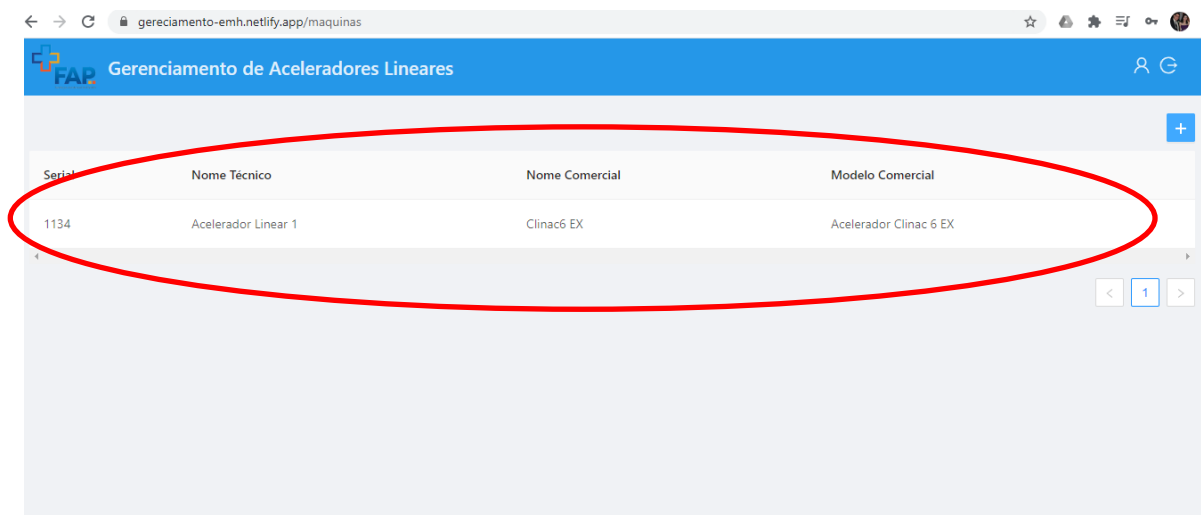 gereciamento-emh.netlify.app/maquinas
FAP Gerenciamento de Aceleradores Lineares
+
Serial Nome Técnico Nome Comercial Modelo Comercial
1134 Acelerador Linear 1 Clinac6 EX Acelerador Clinac 6 EX
< 1 >